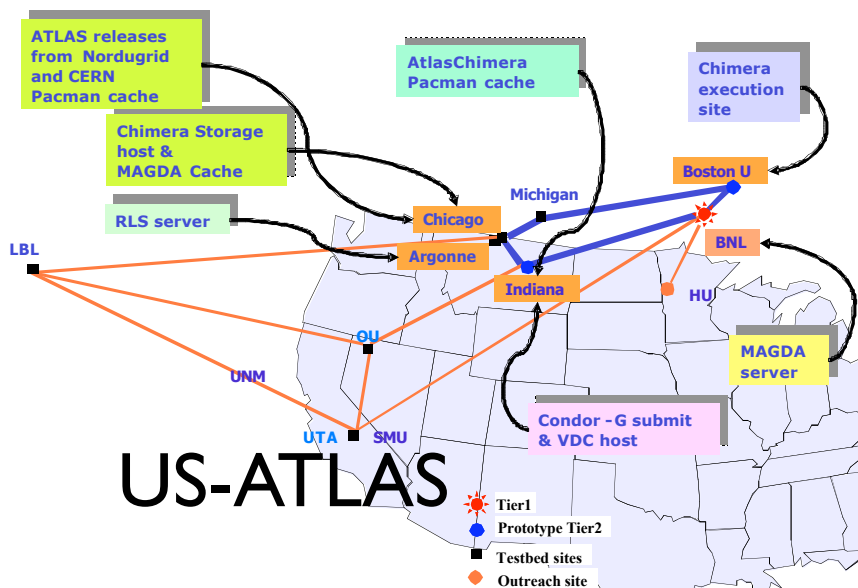 ATLAS releases
from Nordugrid
and CERN
Pacman cache
AtlasChimera
Pacman cache
Chimera
execution
site
Chimera Storage
host &
MAGDA Cache
Boston U
Michigan
RLS server
Chicago
BNL
LBL
Argonne
Indiana
HU
OU
MAGDA
server
UNM
UTA
SMU
Condor -G submit
& VDC host
US-ATLAS
Tier1
Prototype Tier2
Testbed sites
Outreach site